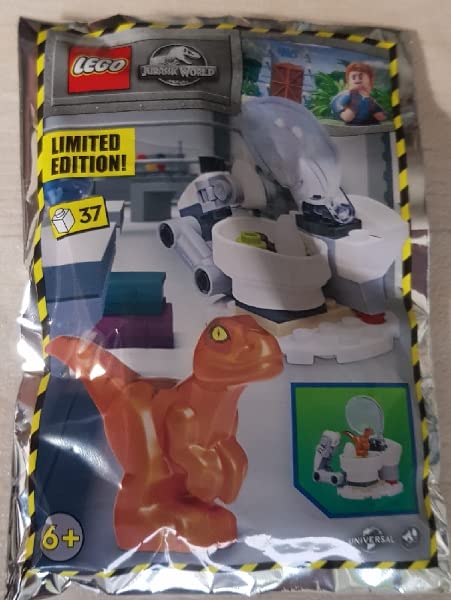 LEGO
JURASSIC WORLD
LIMITED
EDITION!
37
6+
UNIVERSAL